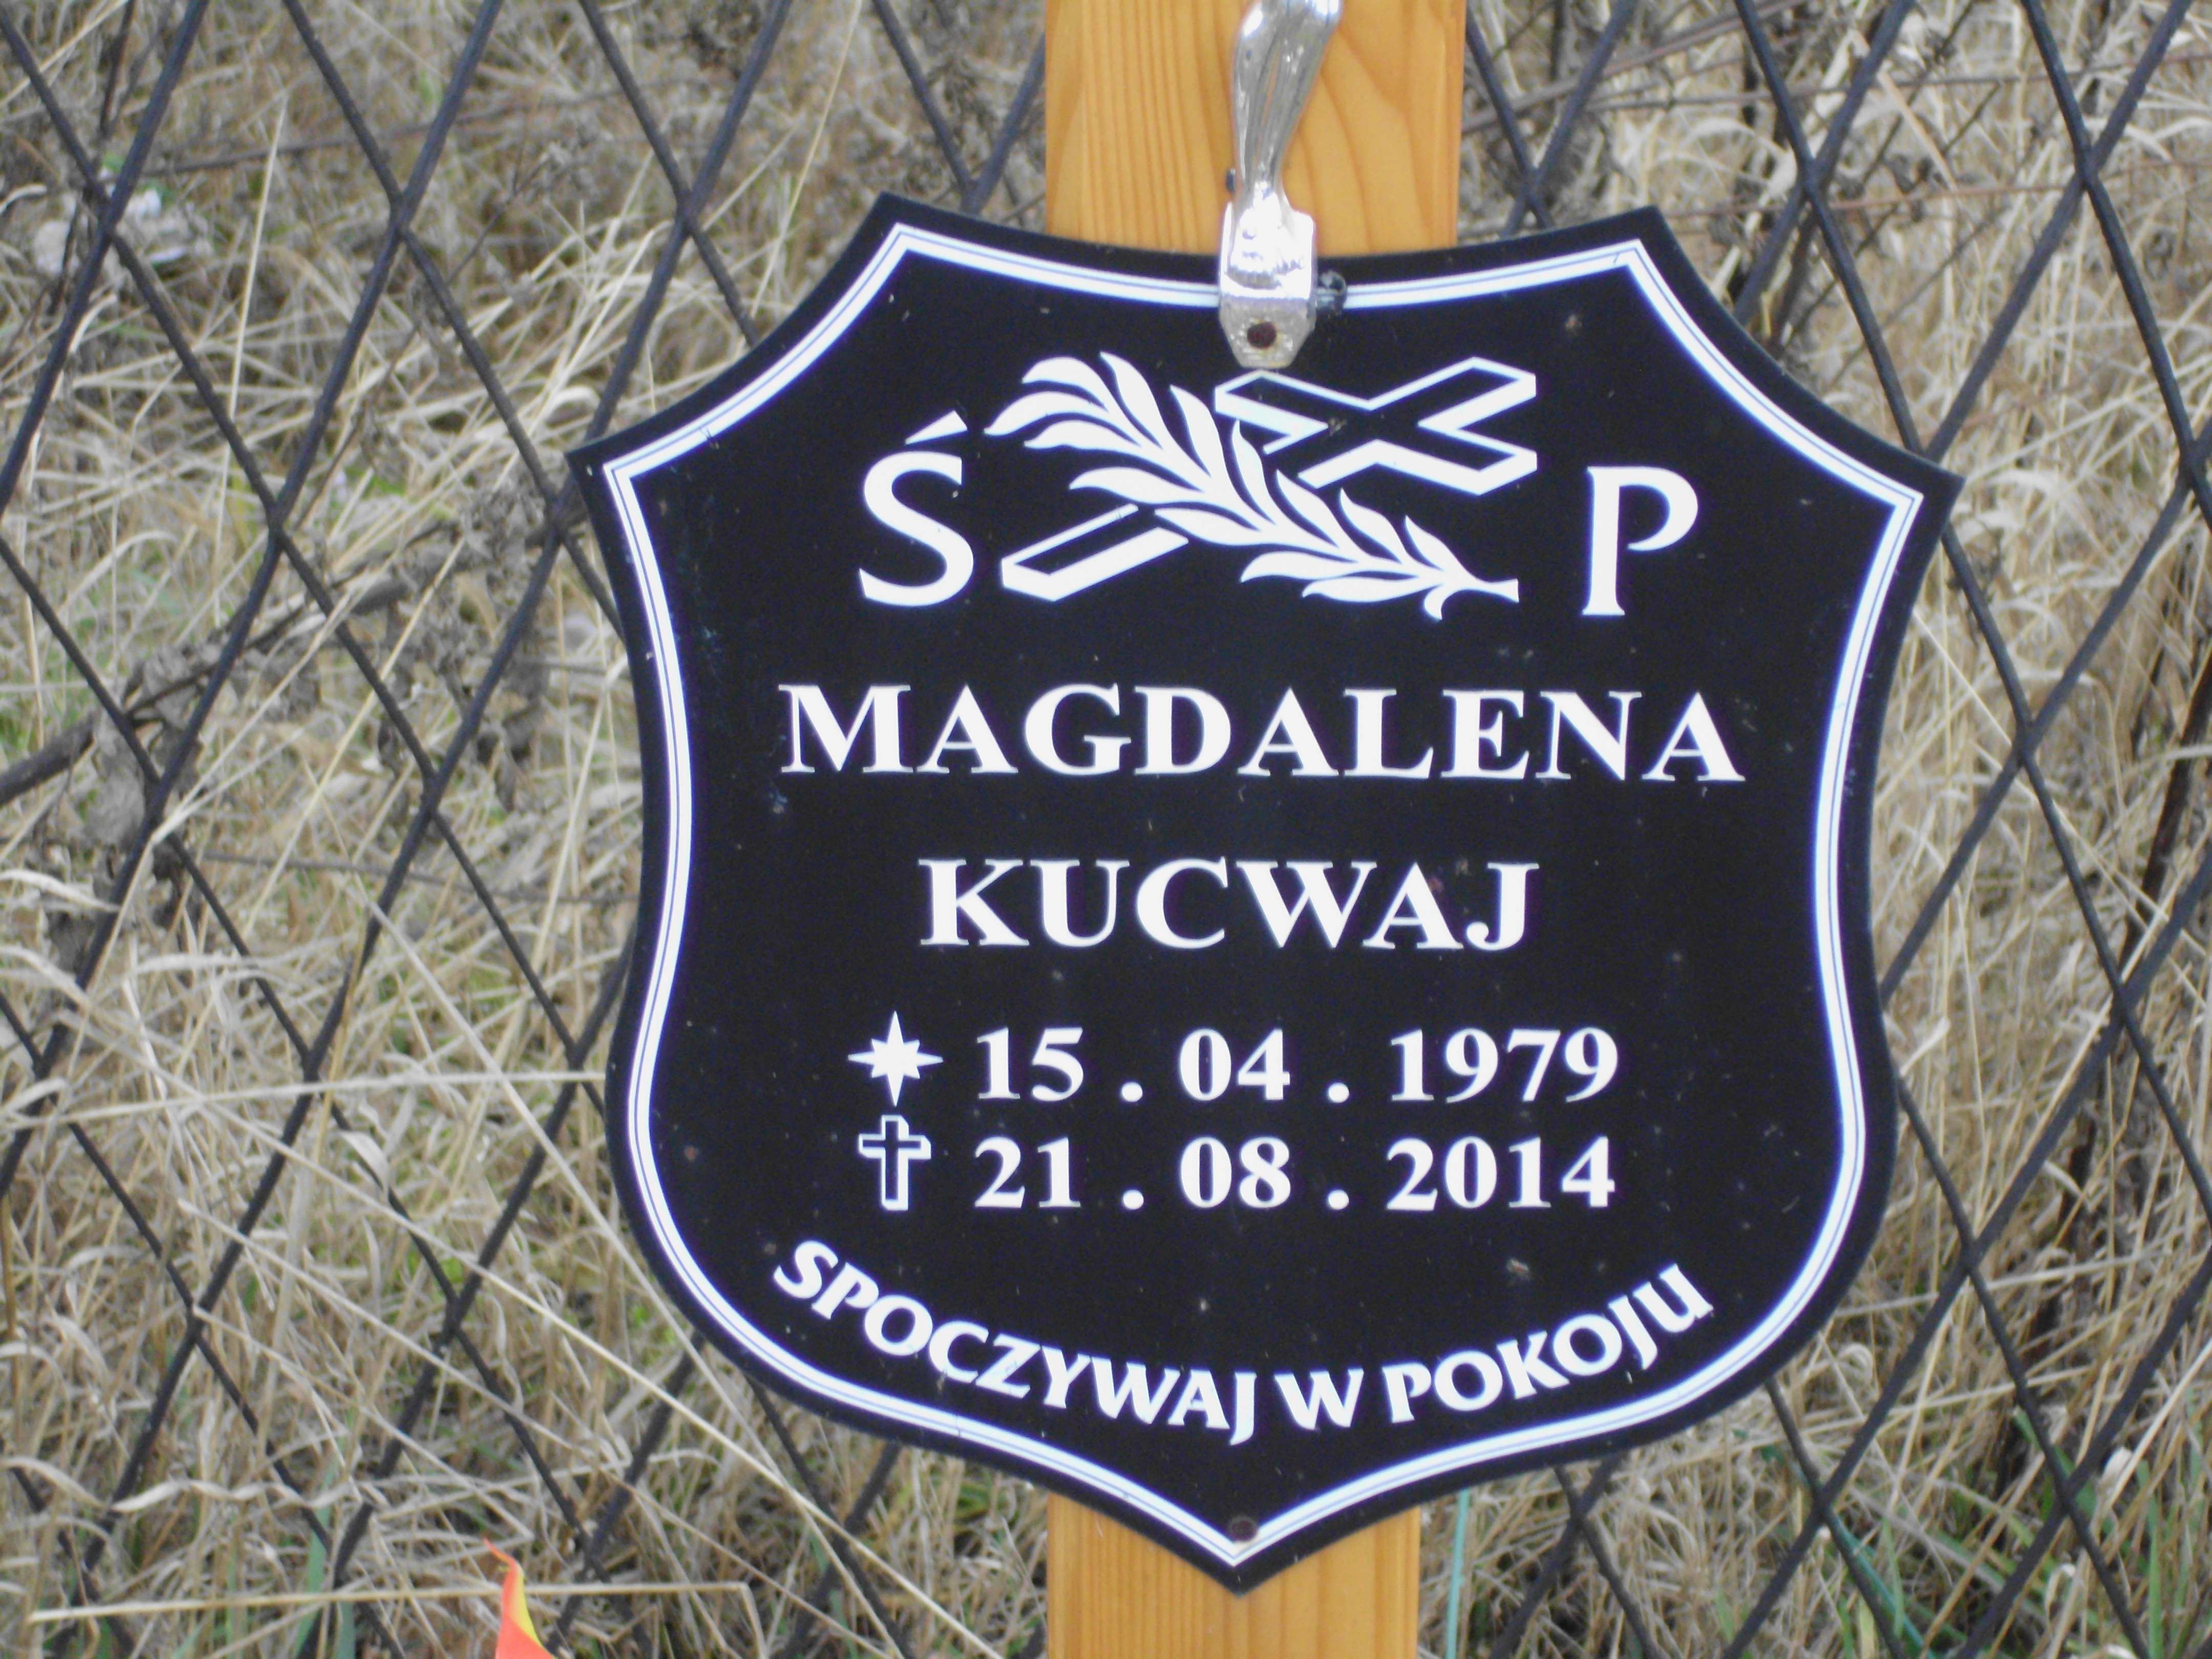 Ś P
MAGDALENA
KUCWAJ
15 . 04 . 1979
21 . 08 . 2014
SPOCZYWAJ W POKOJU